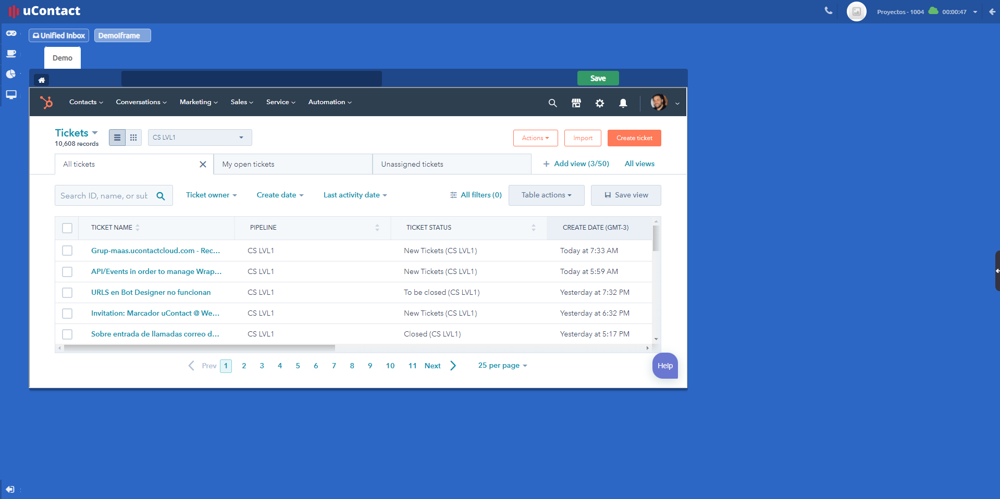 uContact
Proyectos - 1004 00:00:47
Unified Inbox DemoIframe
Demo
Save
Contacts Conversations Marketing Sales Service Automation
Tickets
10,608 records
CS LVL1
Actions Import Create ticket
All tickets My open tickets Unassigned tickets Add view (3/50) All views
Search ID, name, or sub Ticket owner Create date Last activity date All filters (0) Table actions Save view
TICKET NAME PIPELINE TICKET STATUS CREATE DATE (GMT-3)
Grup-maas.ucontactcloud.com - Rec... CS LVL1 New Tickets (CS LVL1) Today at 7:33 AM
API/Events in order to manage Wrap... CS LVL1 New Tickets (CS LVL1) Today at 5:59 AM
URLS en Bot Designer no funcionan CS LVL1 To be closed (CS LVL1) Yesterday at 7:32 PM
Invitation: Marcador uContact @ We... CS LVL1 New Tickets (CS LVL1) Yesterday at 6:32 PM
Sobre entrada de llamadas correo d... CS LVL1 Closed (CS LVL1) Yesterday at 5:17 PM
Prev 1 2 3 4 5 6 7 8 9 10 11 Next 25 per page
Help